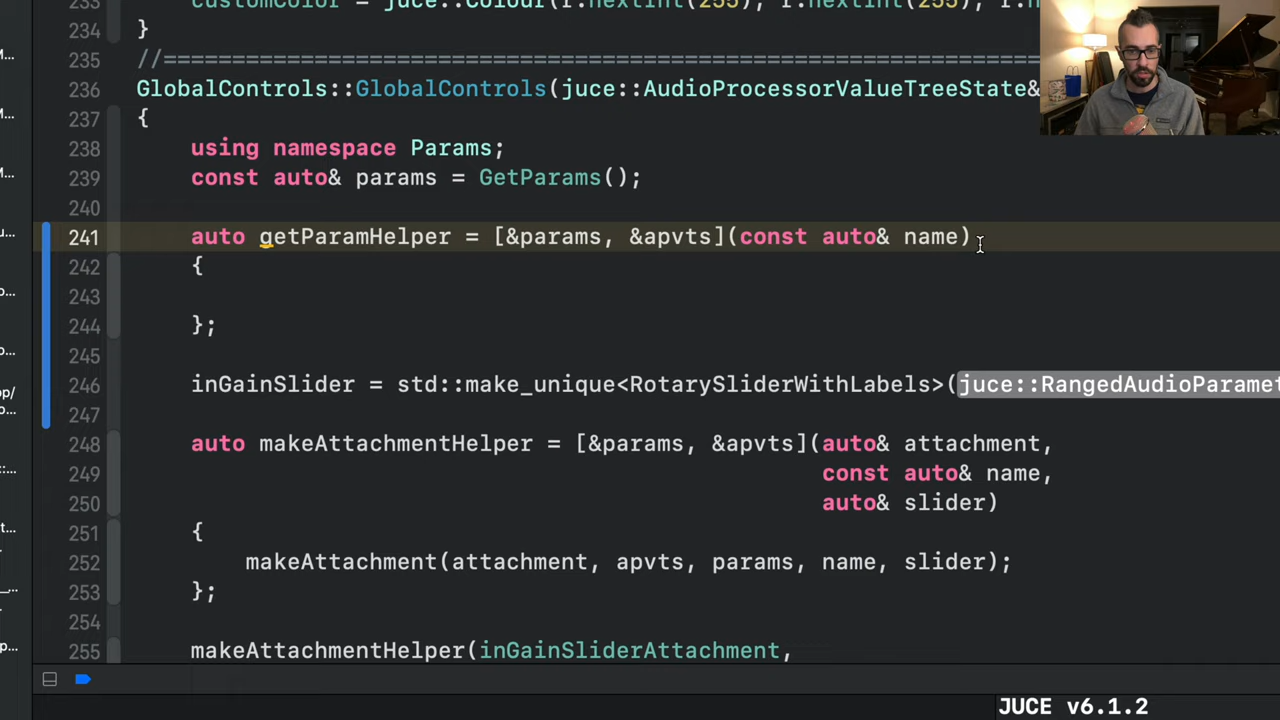 233
234 }
235 //==================================================================
236 GlobalControls::GlobalControls(juce::AudioProcessorValueTreeState&
237 {
238 using namespace Params;
239 const auto& params = GetParams();
240
241 auto getParamHelper = [&params, &apvts](const auto& name)
242 {
243
244 };
245
246 inGainSlider = std::make_unique<RotarySliderWithLabels>(juce::RangedAudioParamet
247
248 auto makeAttachmentHelper = [&params, &apvts](auto& attachment,
249 const auto& name,
250 auto& slider)
251 {
252 makeAttachment(attachment, apvts, params, name, slider);
253 };
254
255 makeAttachmentHelper(inGainSliderAttachment,
JUCE v6.1.2